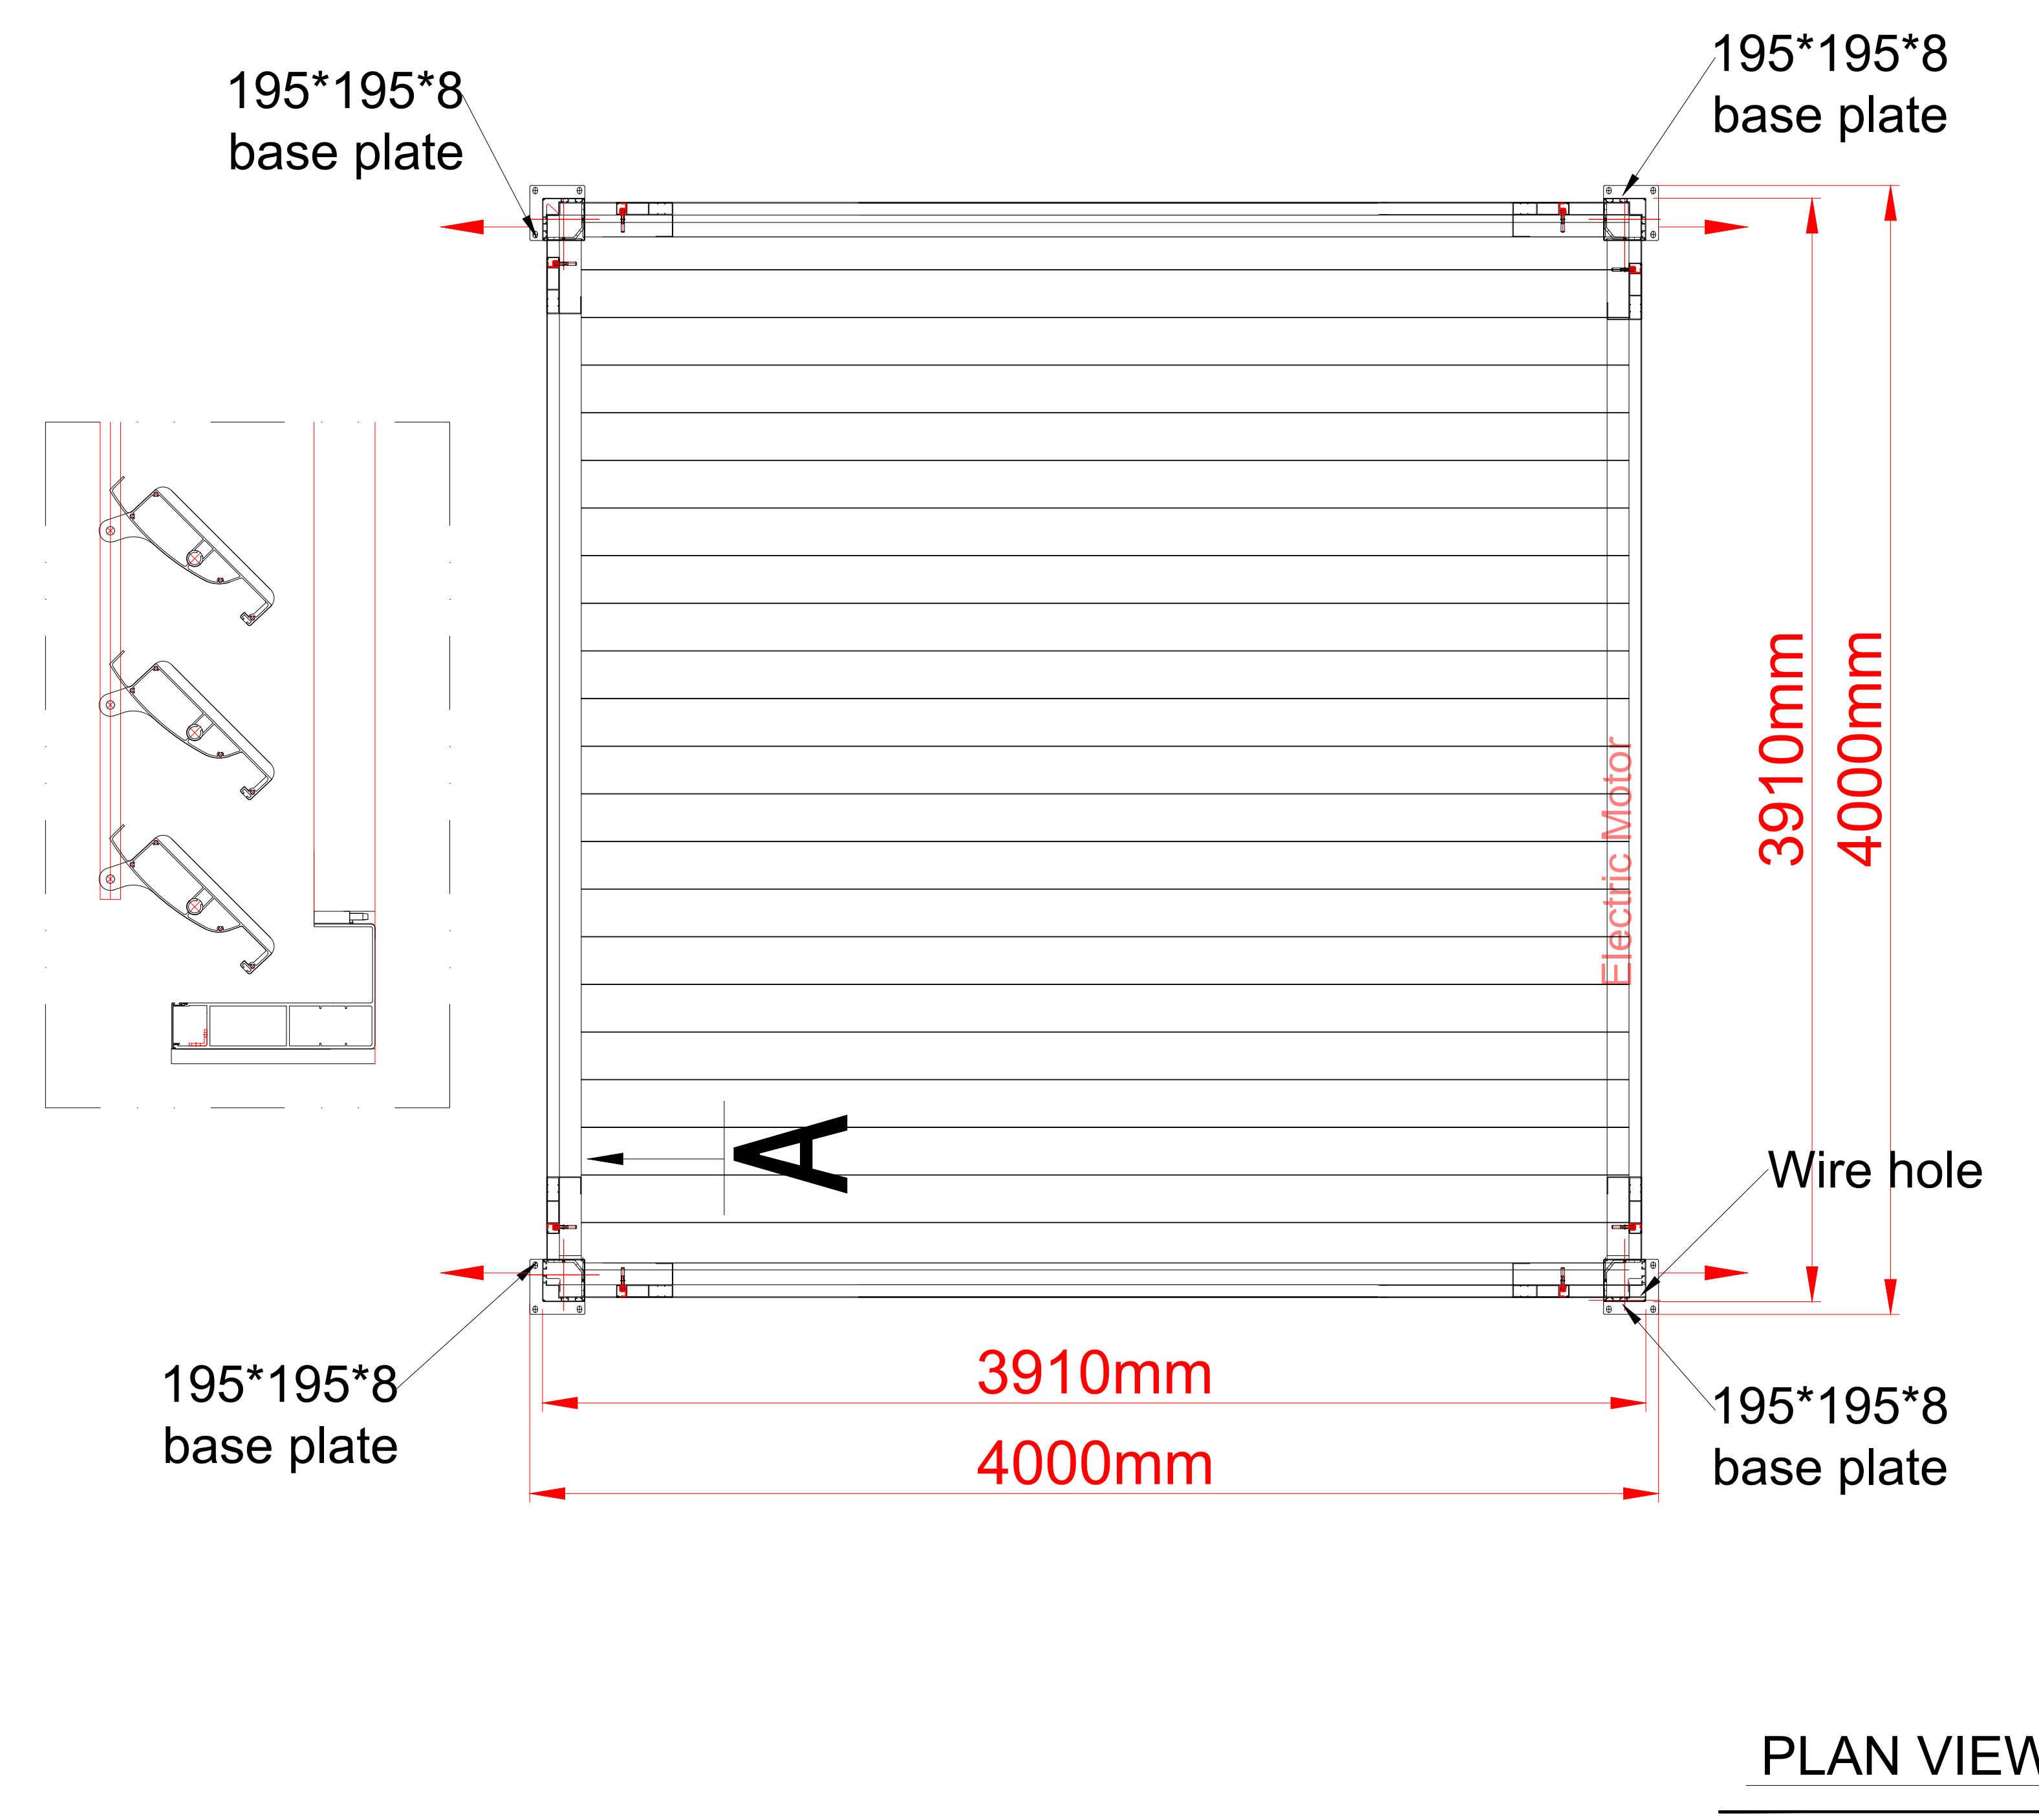 195*195*8
base plate
195*195*8
base plate
3910mm
4000mm
Electric Motor
A
Wire hole
3910mm
4000mm
195*195*8
base plate
195*195*8
base plate
PLAN VIEW